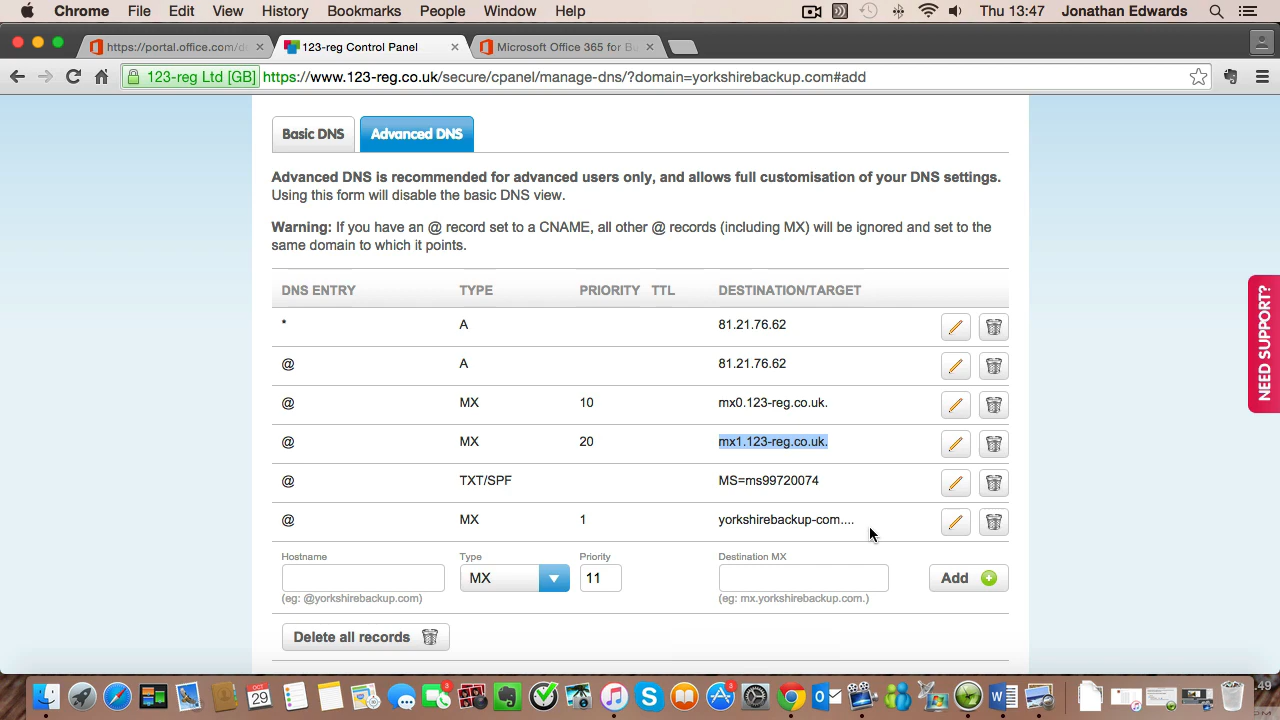 Chrome File Edit View History Bookmarks People Window Help Thu 13:47 Jonathan Edwards
https://portal.office.com/d 123-reg Control Panel Microsoft Office 365 for Bu
123-reg Ltd [GB] https://www.123-reg.co.uk/secure/cpanel/manage-dns/?domain=yorkshirebackup.com#add
Basic DNS Advanced DNS
Advanced DNS is recommended for advanced users only, and allows full customisation of your DNS settings.
Using this form will disable the basic DNS view.
Warning: If you have an @ record set to a CNAME, all other @ records (including MX) will be ignored and set to the
same domain to which it points.
DNS ENTRY TYPE PRIORITY TTL DESTINATION/TARGET
* A 81.21.76.62
@ A 81.21.76.62
@ MX 10 mx0.123-reg.co.uk.
@ MX 20 mx1.123-reg.co.uk.
@ TXT/SPF MS=ms99720074
@ MX 1 yorkshirebackup-com....
Hostname Type Priority Destination MX
MX 11 Add
(eg: @yorkshirebackup.com) (eg: mx.yorkshirebackup.com.)
Delete all records
NEED SUPPORT?
OCT
29